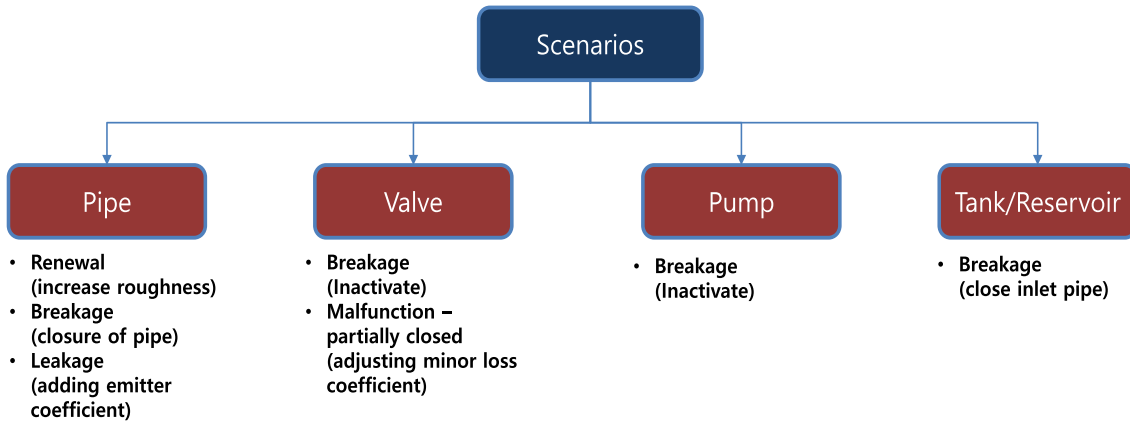 Scenarios
Pipe
• Renewal
(increase roughness)
• Breakage
(closure of pipe)
• Leakage
(adding emitter
coefficient)
Valve
• Breakage
(Inactivate)
• Malfunction –
partially closed
(adjusting minor loss
coefficient)
Pump
• Breakage
(Inactivate)
Tank/Reservoir
• Breakage
(close inlet pipe)